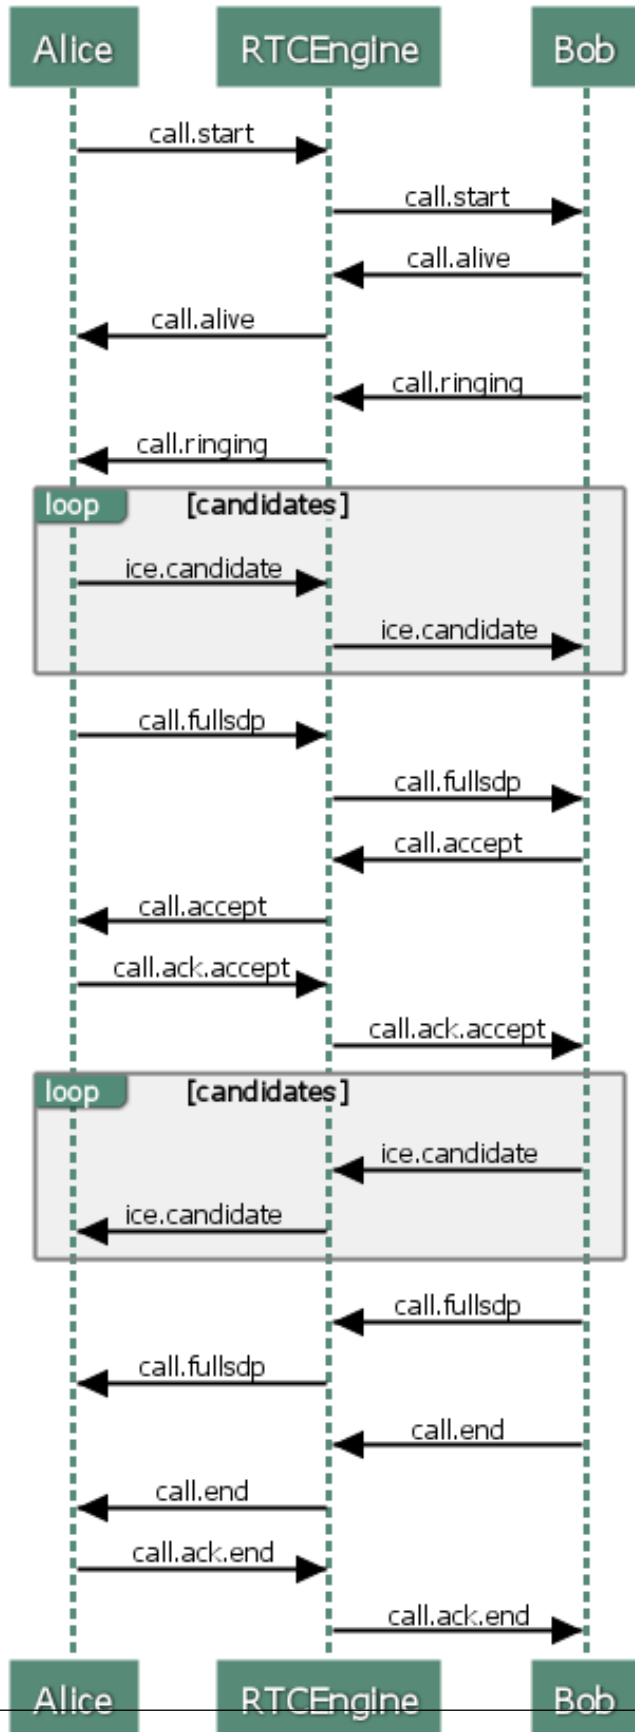 Alice RTCEngine Bob
call.start
call.start
call.alive
call.alive
call.ringing
call.ringing
loop [candidates]
ice.candidate
ice.candidate
call.fullsdp
call.fullsdp
call.accept
call.accept
call.ack.accept
call.ack.accept
loop [candidates]
ice.candidate
ice.candidate
call.fullsdp
call.fullsdp
call.end
call.end
call.ack.end
call.ack.end
Alice RTCEngine Bob